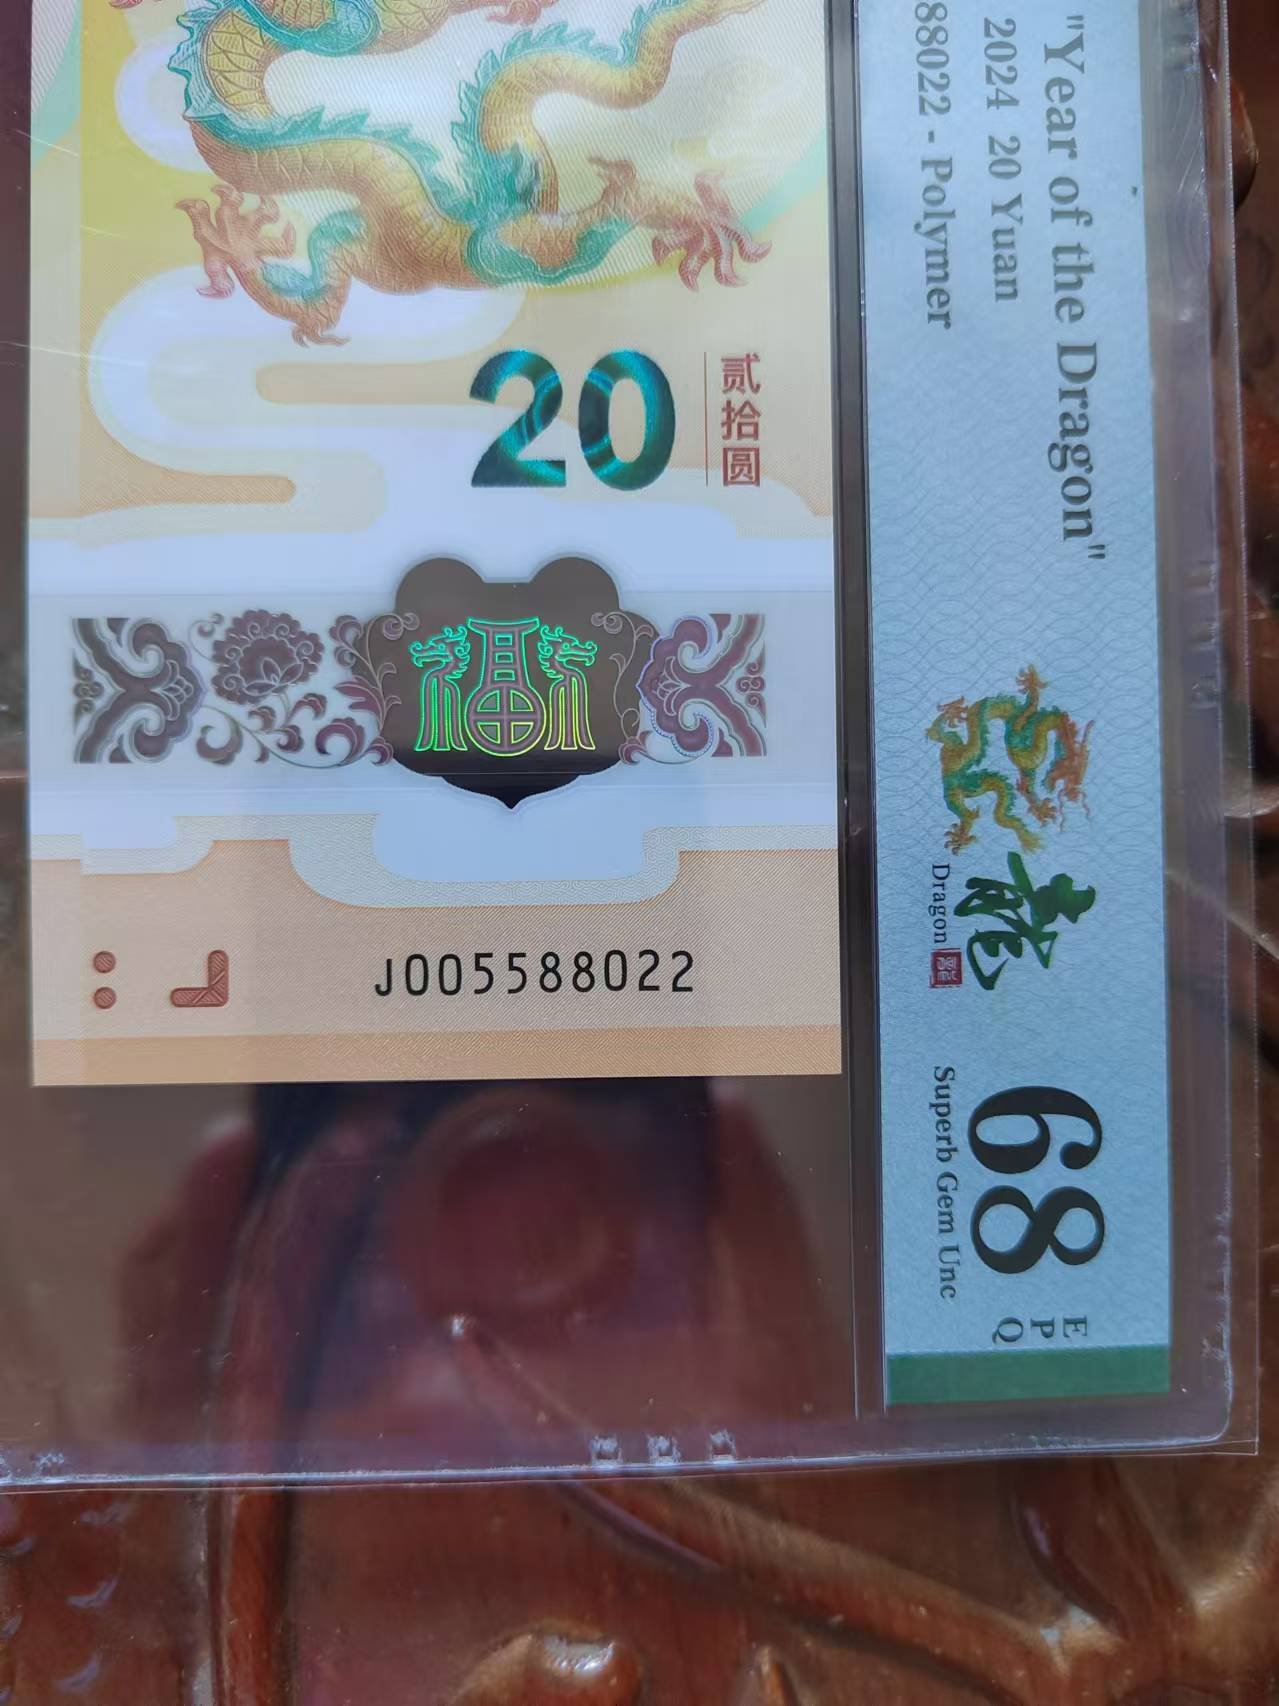 20
贰拾圆
福
J005588022
"Year of the Dragon"
2024 20 Yuan
88022 - Polymer
Dragon
龍
68
EPQ
Superb Gem Unc